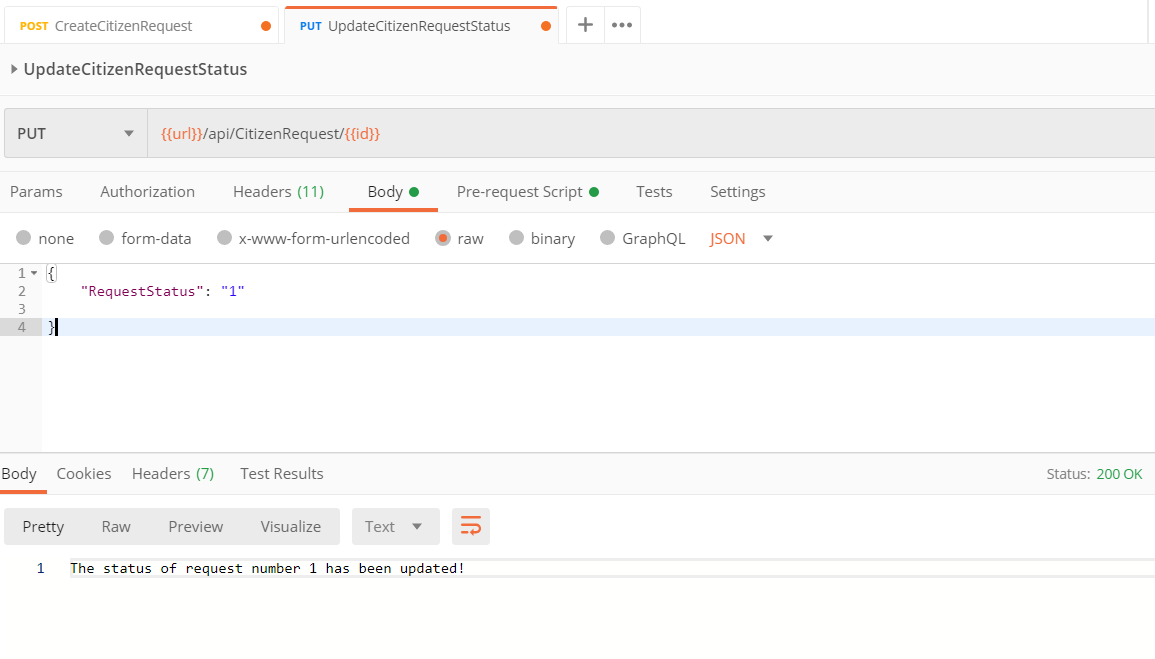 POST CreateCitizenRequest PUT UpdateCitizenRequestStatus
UpdateCitizenRequestStatus
PUT {{url}}/api/CitizenRequest/{{id}}
Params Authorization Headers (11) Body Pre-request Script Tests Settings
none form-data x-www-form-urlencoded raw binary GraphQL JSON
1 {
2 "RequestStatus": "1"
3
4 }
Body Cookies Headers (7) Test Results Status: 200 OK
Pretty Raw Preview Visualize Text
1 The status of request number 1 has been updated!